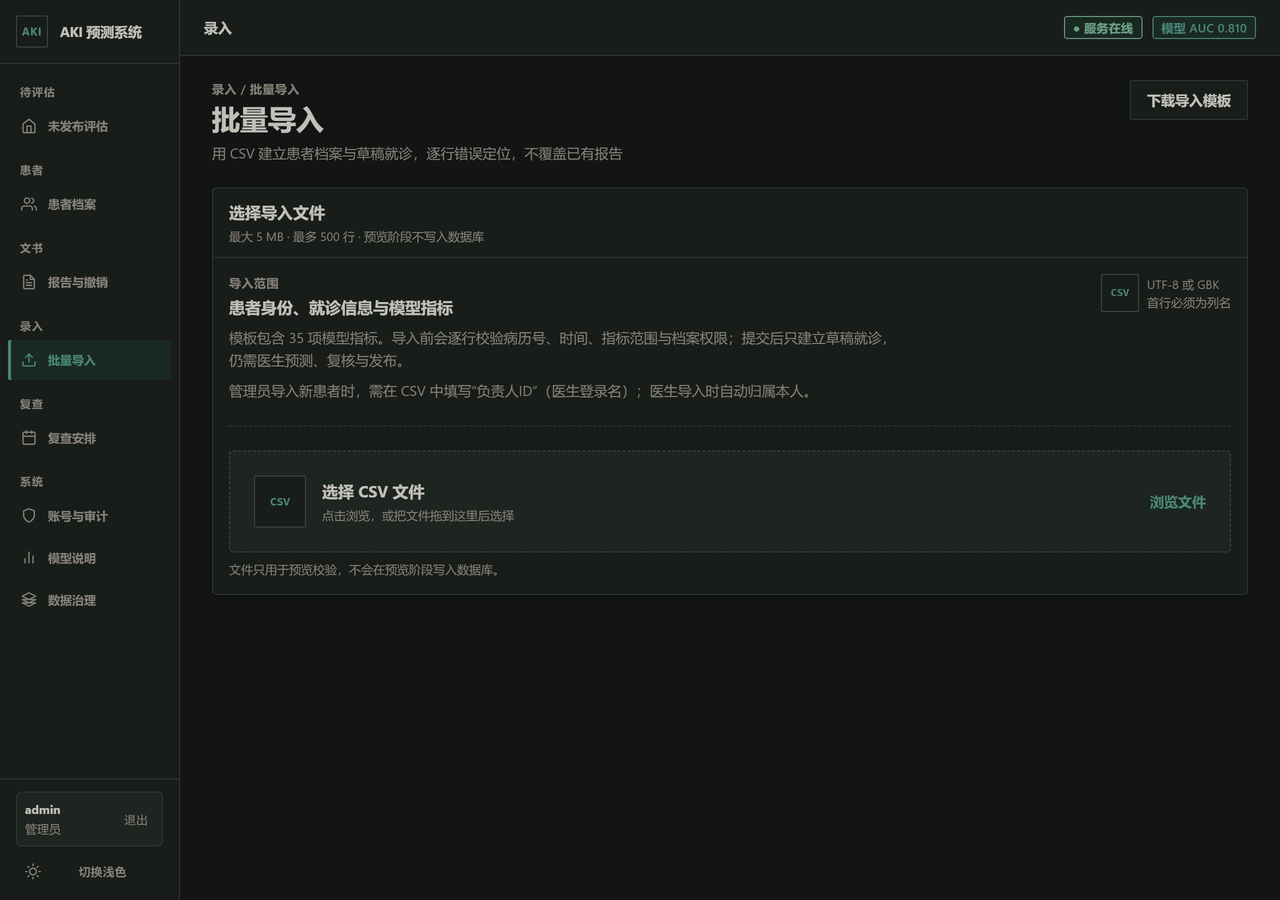 AKI
AKI 预测系统
待评估
未发布评估
患者
患者档案
文书
报告与撤销
录入
批量导入
复查
复查安排
系统
账号与审计
模型说明
数据治理
admin
管理员
退出
切换浅色
录入
● 服务在线
模型 AUC 0.810
录入 / 批量导入
批量导入
用 CSV 建立患者档案与草稿就诊，逐行错误定位，不覆盖已有报告
下载导入模板
选择导入文件
最大 5 MB · 最多 500 行 · 预览阶段不写入数据库
导入范围
患者身份、就诊信息与模型指标
模板包含 35 项模型指标。导入前会逐行校验病历号、时间、指标范围与档案权限；提交后只建立草稿就诊，
仍需医生预测、复核与发布。
管理员导入新患者时，需在 CSV 中填写“负责人ID”（医生登录名）；医生导入时自动归属本人。
CSV
UTF-8 或 GBK
首行必须为列名
CSV
选择 CSV 文件
点击浏览，或把文件拖到这里后选择
浏览文件
文件只用于预览校验，不会在预览阶段写入数据库。